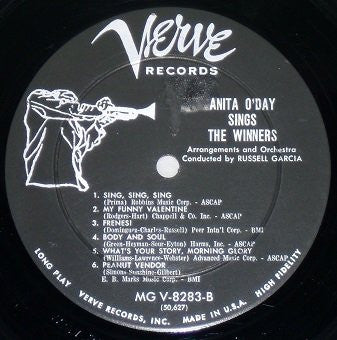 Verve
RECORDS
ANITA O'DAY
SINGS
THE WINNERS
Arrangements and Orchestra
Conducted by RUSSELL GARCIA
1. SING, SING, SING
(Prima) Robbins Music Corp. - ASCAP
2. MY FUNNY VALENTINE
(Rodgers-Hart) Chappell & Co. Inc. - ASCAP
3. FRENESI
(Dominguez-Charles-Russell) Peer Int'l Corp. - BMI
4. BODY AND SOUL
(Green-Heyman-Sour-Eyton) Harms, Inc. - ASCAP
5. WHAT'S YOUR STORY, MORNING GLORY
(Williams-Lawrence-Webster) Advanced Music Corp. - ASCAP
6. PEANUT VENDOR
(Simons-Sunshine-Gilbert)
E. B. Marks Music Corp. - BMI
MG V-8283-B
(50,627)
LONG PLAY
HIGH FIDELITY
VERVE RECORDS, INC. MADE IN U.S.A.